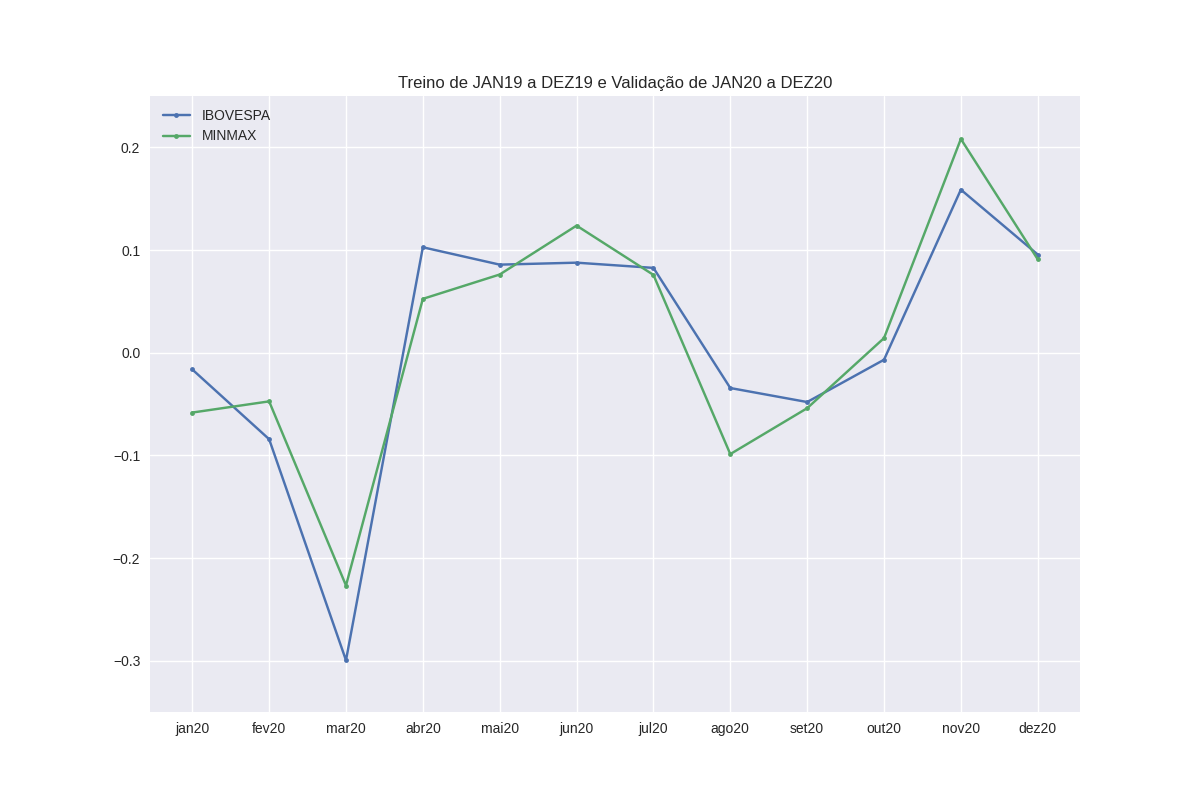 Treino de JAN19 a DEZ19 e Validação de JAN20 a DEZ20
IBOVESPA
MINMAX
0.2
0.1
0.0
−0.1
−0.2
−0.3
jan20 fev20 mar20 abr20 mai20 jun20 jul20 ago20 set20 out20 nov20 dez20